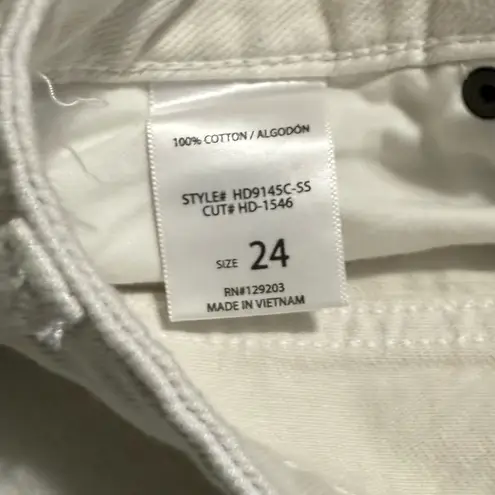 100% COTTON / ALGODÓN
STYLE# HD9145C-SS
CUT# HD-1546
SIZE 24
RN#129203
MADE IN VIETNAM